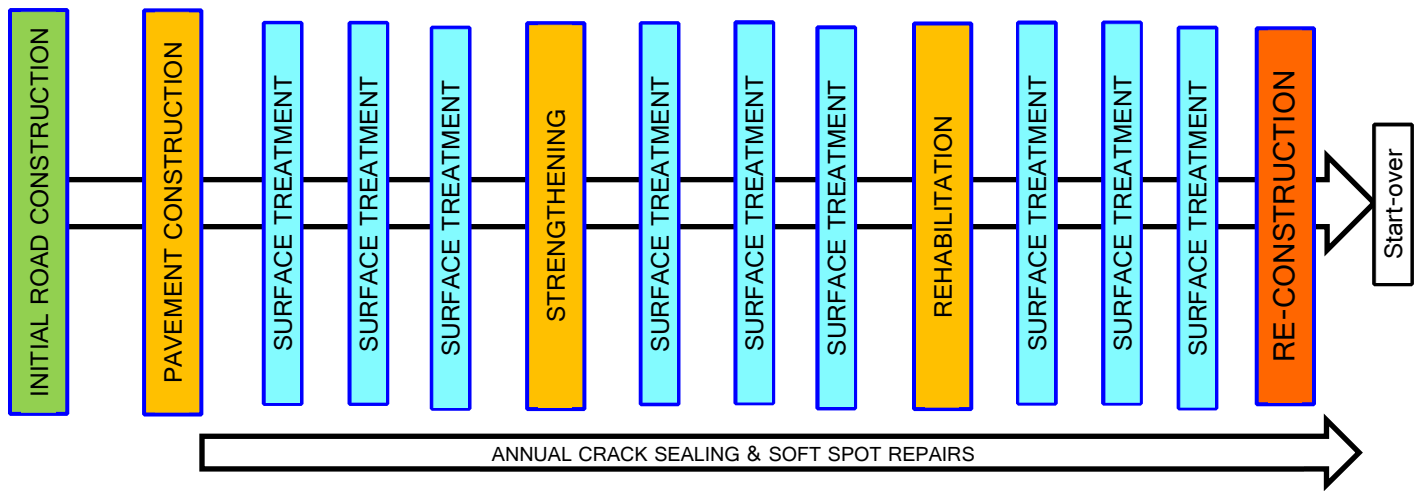 INITIAL ROAD CONSTRUCTION
PAVEMENT CONSTRUCTION
SURFACE TREATMENT
SURFACE TREATMENT
SURFACE TREATMENT
STRENGTHENING
SURFACE TREATMENT
SURFACE TREATMENT
SURFACE TREATMENT
REHABILITATION
SURFACE TREATMENT
SURFACE TREATMENT
SURFACE TREATMENT
RE-CONSTRUCTION
Start-over
ANNUAL CRACK SEALING & SOFT SPOT REPAIRS